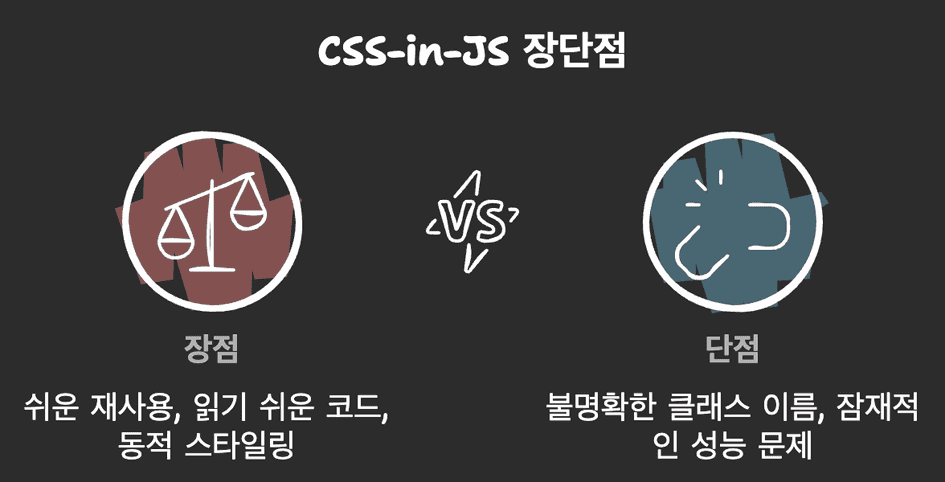 CSS-in-JS 장단점
VS
장점
쉬운 재사용, 읽기 쉬운 코드,
동적 스타일링
단점
불명확한 클래스 이름, 잠재적
인 성능 문제